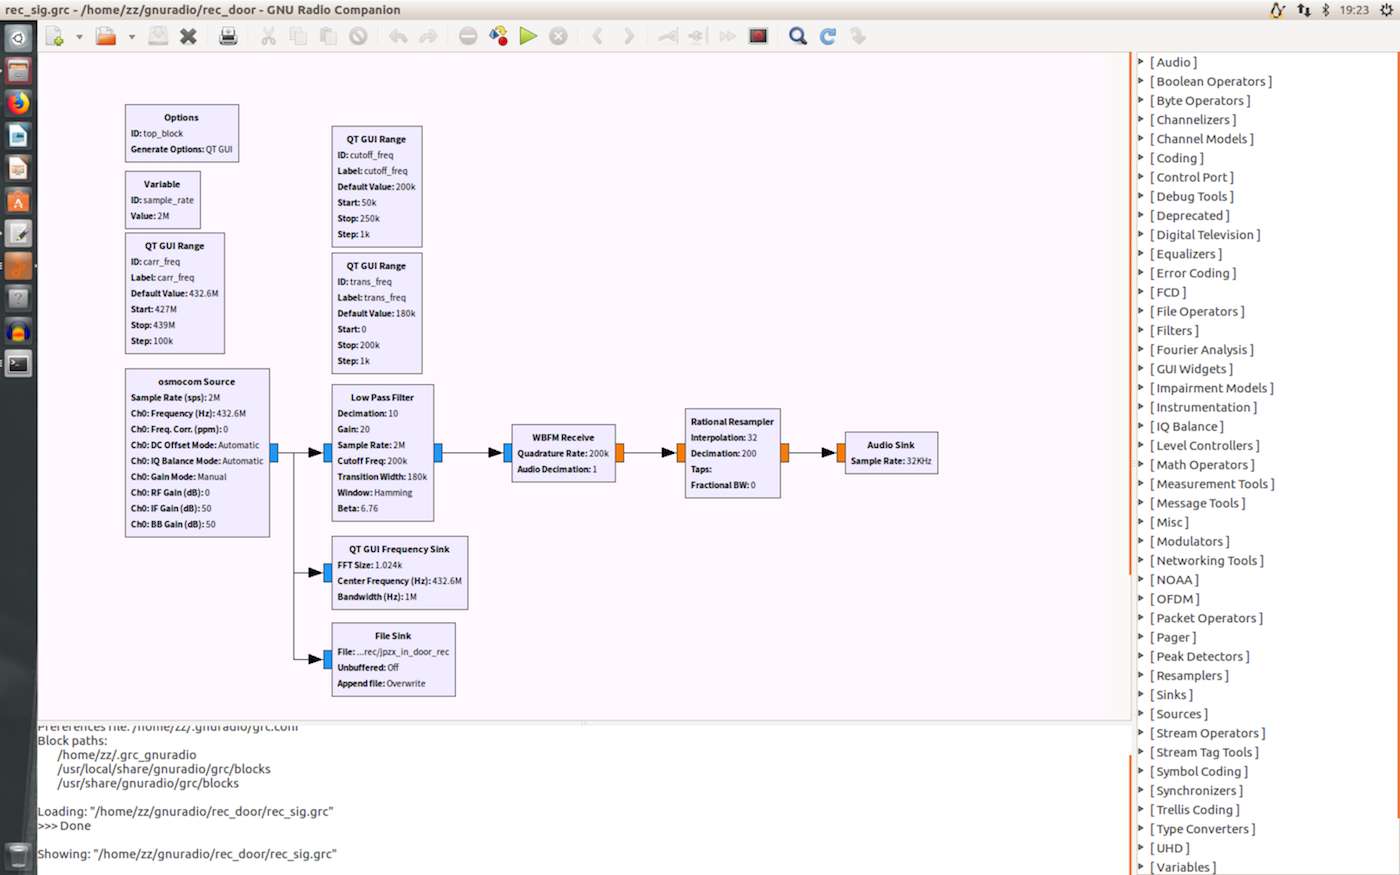 rec_sig.grc - /home/zz/gnuradio/rec_door - GNU Radio Companion
19:23
Options
ID: top_block
Generate Options: QT GUI
Variable
ID: sample_rate
Value: 2M
QT GUI Range
ID: carr_freq
Label: carr_freq
Default Value: 432.6M
Start: 427M
Stop: 439M
Step: 100k
QT GUI Range
ID: cutoff_freq
Label: cutoff_freq
Default Value: 200k
Start: 50k
Stop: 250k
Step: 1k
QT GUI Range
ID: trans_freq
Label: trans_freq
Default Value: 180k
Start: 0
Stop: 200k
Step: 1k
osmocom Source
Sample Rate (sps): 2M
Ch0: Frequency (Hz): 432.6M
Ch0: Freq. Corr. (ppm): 0
Ch0: DC Offset Mode: Automatic
Ch0: IQ Balance Mode: Automatic
Ch0: Gain Mode: Manual
Ch0: RF Gain (dB): 0
Ch0: IF Gain (dB): 50
Ch0: BB Gain (dB): 50
Low Pass Filter
Decimation: 10
Gain: 20
Sample Rate: 2M
Cutoff Freq: 200k
Transition Width: 180k
Window: Hamming
Beta: 6.76
WBFM Receive
Quadrature Rate: 200k
Audio Decimation: 1
Rational Resampler
Interpolation: 32
Decimation: 200
Taps:
Fractional BW: 0
Audio Sink
Sample Rate: 32KHz
QT GUI Frequency Sink
FFT Size: 1.024k
Center Frequency (Hz): 432.6M
Bandwidth (Hz): 1M
File Sink
File: ...rec/jpzx_in_door_rec
Unbuffered: Off
Append file: Overwrite
Preferences file: /home/zz/.gnuradio/grc.conf
Block paths:
/home/zz/.grc_gnuradio
/usr/local/share/gnuradio/grc/blocks
/usr/share/gnuradio/grc/blocks
Loading: "/home/zz/gnuradio/rec_door/rec_sig.grc"
>>> Done
Showing: "/home/zz/gnuradio/rec_door/rec_sig.grc"
[ Audio ]
[ Boolean Operators ]
[ Byte Operators ]
[ Channelizers ]
[ Channel Models ]
[ Coding ]
[ Control Port ]
[ Debug Tools ]
[ Deprecated ]
[ Digital Television ]
[ Equalizers ]
[ Error Coding ]
[ FCD ]
[ File Operators ]
[ Filters ]
[ Fourier Analysis ]
[ GUI Widgets ]
[ Impairment Models ]
[ Instrumentation ]
[ IQ Balance ]
[ Level Controllers ]
[ Math Operators ]
[ Measurement Tools ]
[ Message Tools ]
[ Misc ]
[ Modulators ]
[ Networking Tools ]
[ NOAA ]
[ OFDM ]
[ Packet Operators ]
[ Pager ]
[ Peak Detectors ]
[ Resamplers ]
[ Sinks ]
[ Sources ]
[ Stream Operators ]
[ Stream Tag Tools ]
[ Symbol Coding ]
[ Synchronizers ]
[ Trellis Coding ]
[ Type Converters ]
[ UHD ]
[ Variables ]